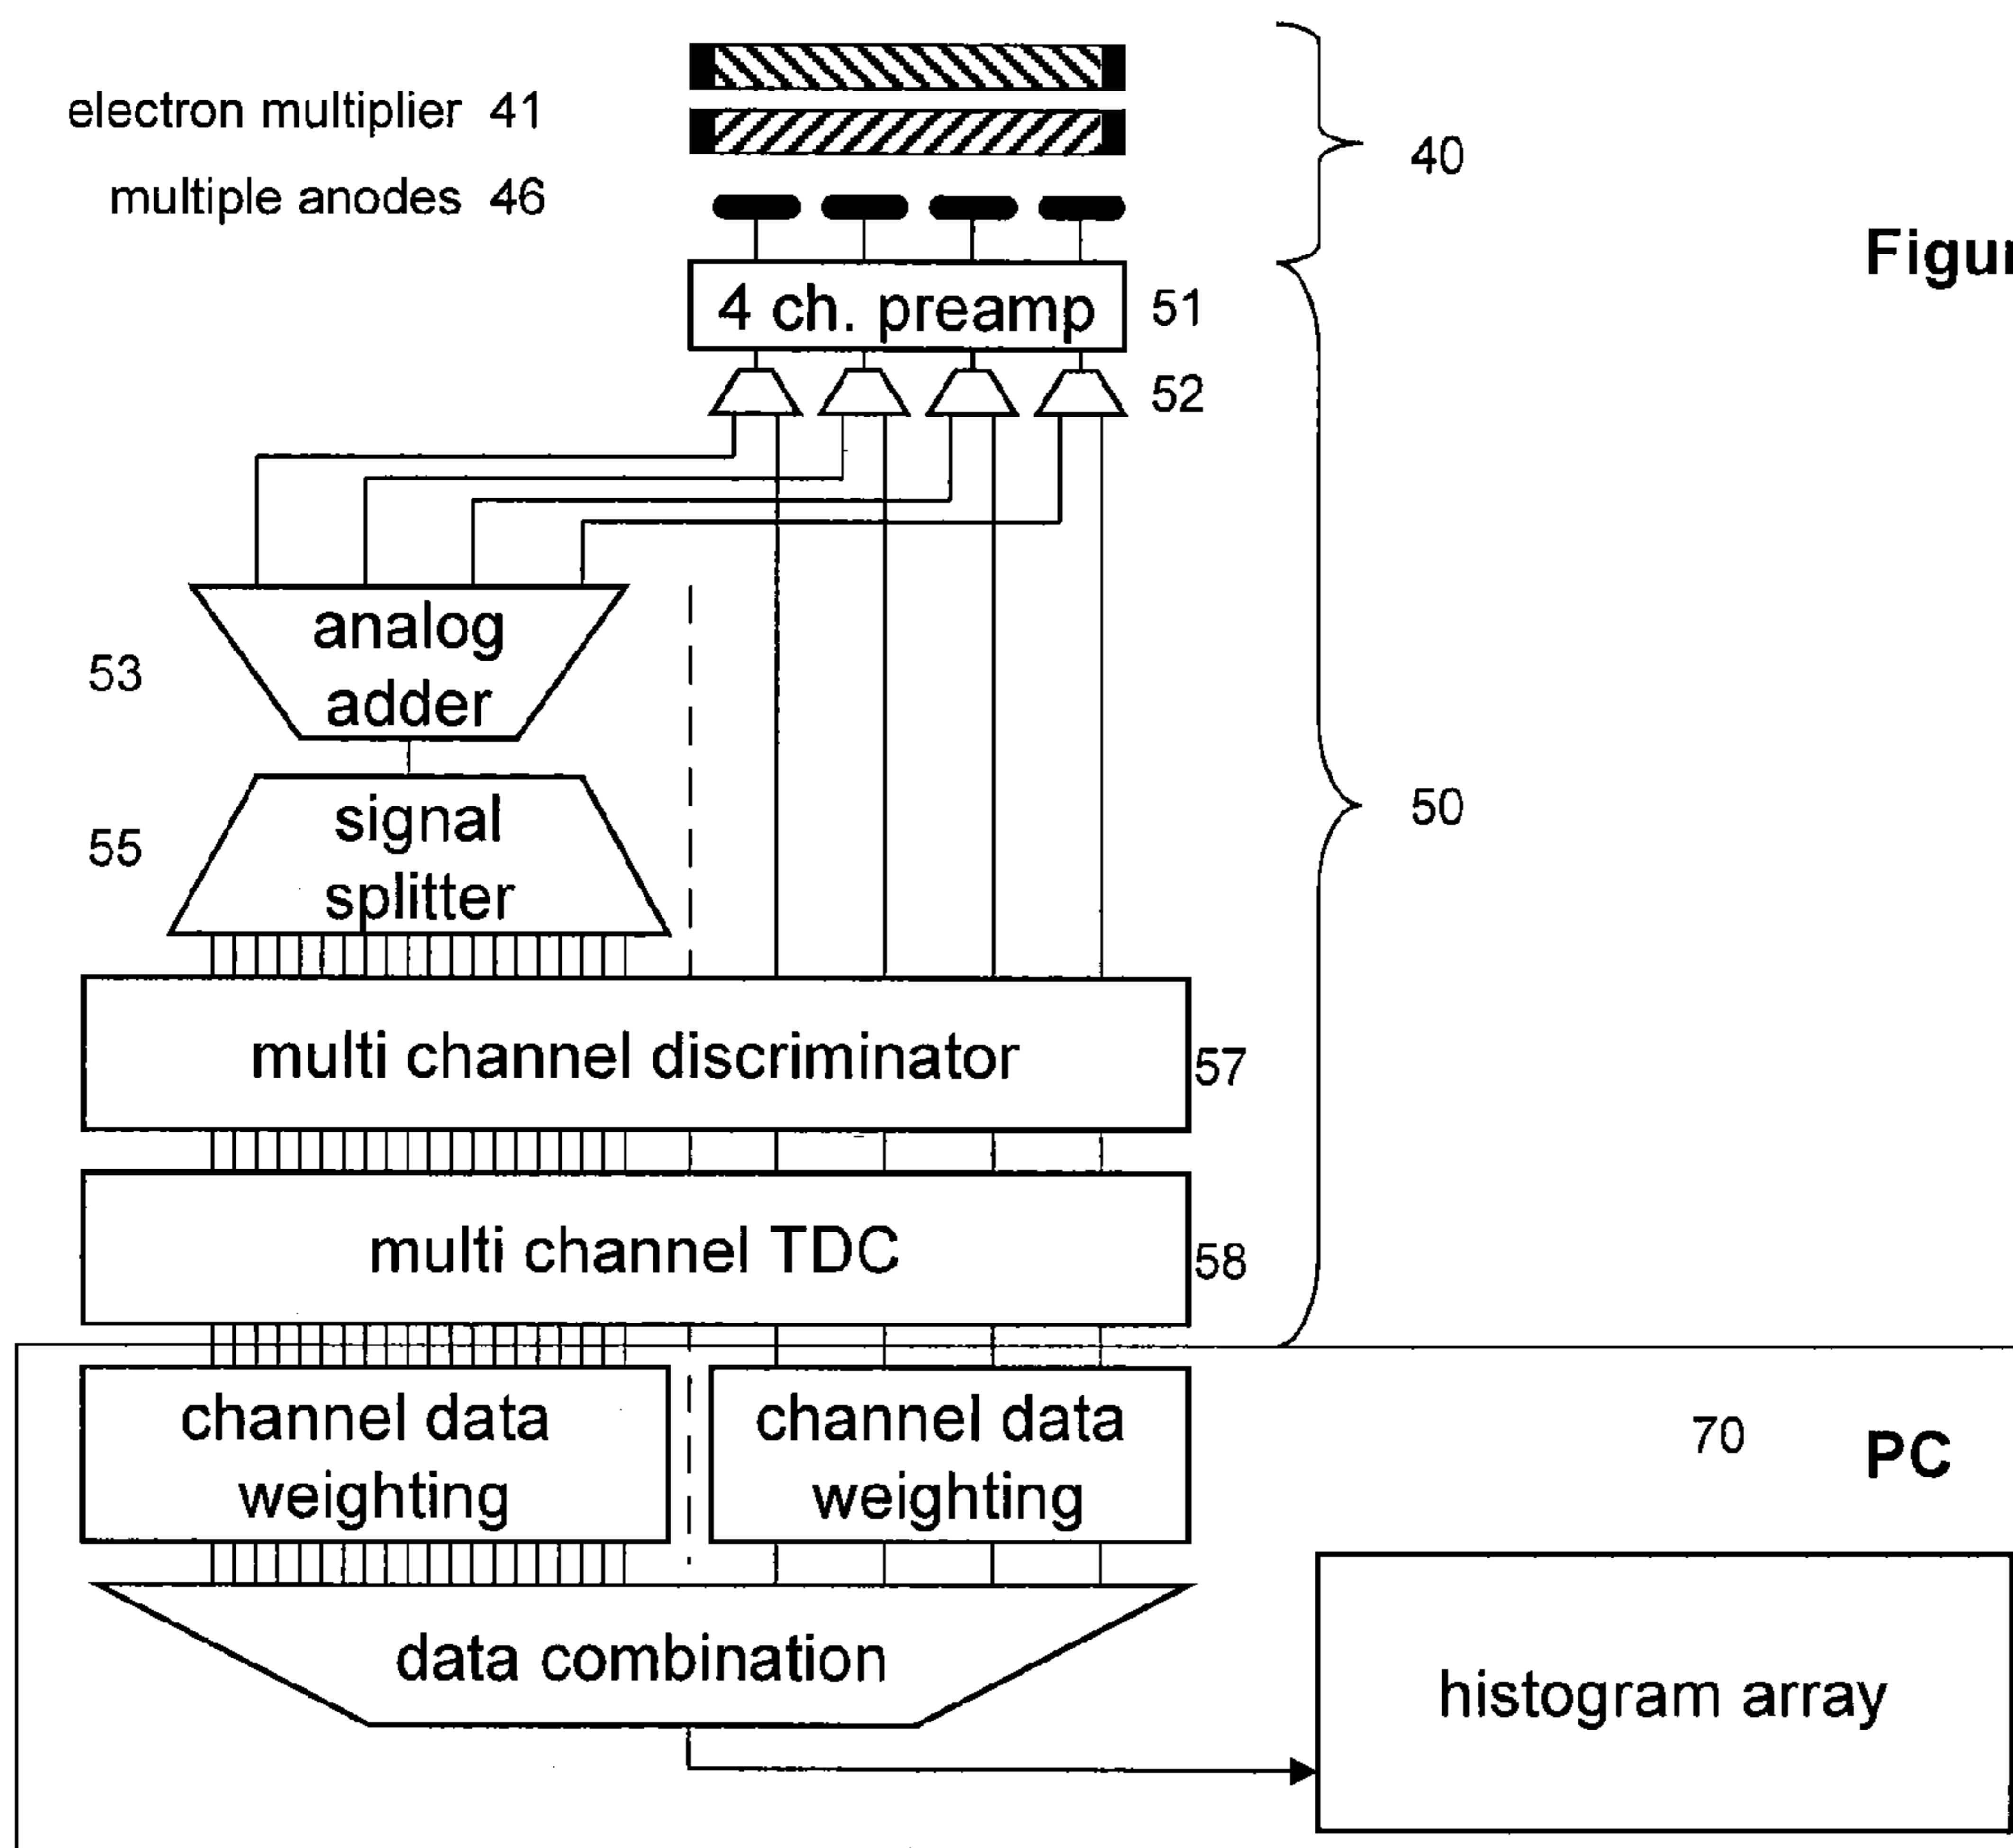 electron multiplier 41
multiple anodes 46
40
Figur
4 ch. preamp 51
52
analog
adder
53
signal
splitter
55
50
multi channel discriminator 57
multi channel TDC 58
channel data
weighting
channel data
weighting
70 PC
data combination
histogram array